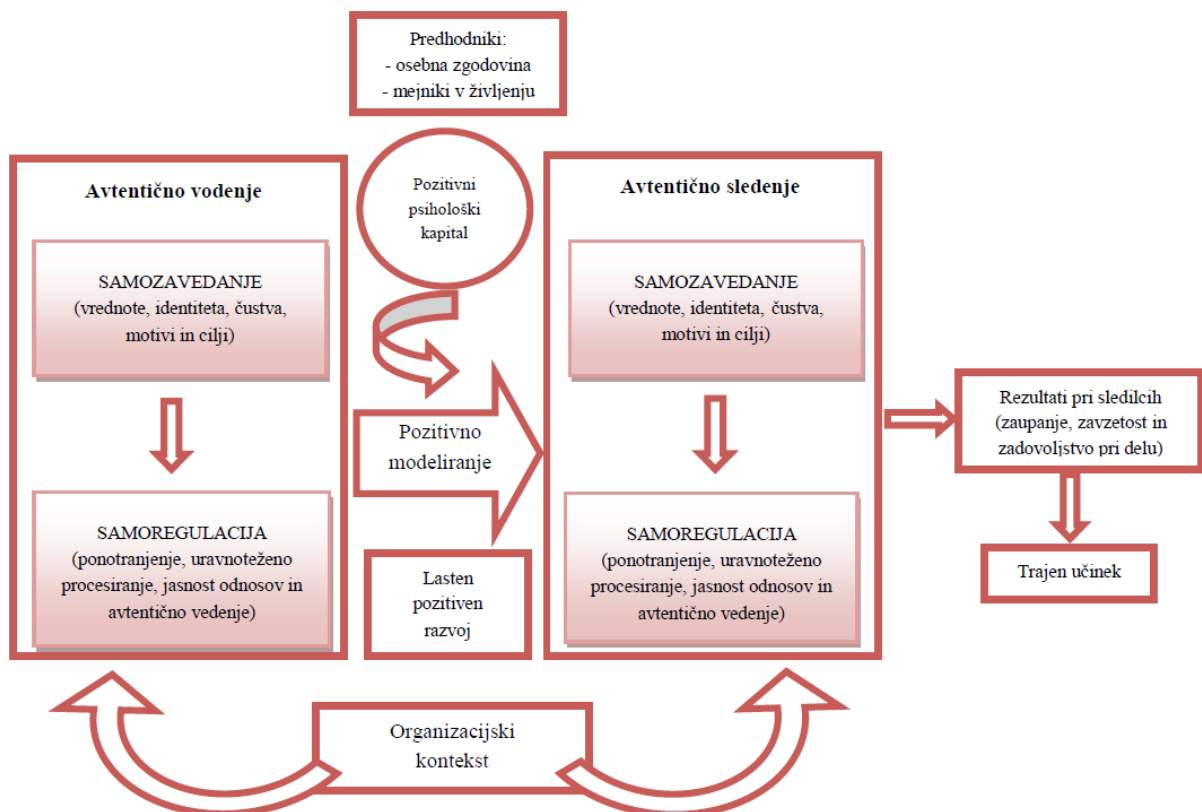 Predhodniki:
- osebna zgodovina
- mejniki v življenju
Avtentično vodenje
SAMOZAVEDANJE
(vrednote, identiteta, čustva,
motivi in cilji)
SAMOREGULACIJA
(ponotranjenje, uravnoteženo
procesiranje, jasnost odnosov in
avtentično vedenje)
Pozitivni
psihološki
kapital
Pozitivno
modeliranje
Lasten
pozitiven
razvoj
Avtentično sledenje
SAMOZAVEDANJE
(vrednote, identiteta, čustva,
motivi in cilji)
SAMOREGULACIJA
(ponotranjenje, uravnoteženo
procesiranje, jasnost odnosov in
avtentično vedenje)
Rezultati pri sledilcih
(zaupanje, zavzetost in
zadovoljstvo pri delu)
Trajen učinek
Organizacijski
kontekst